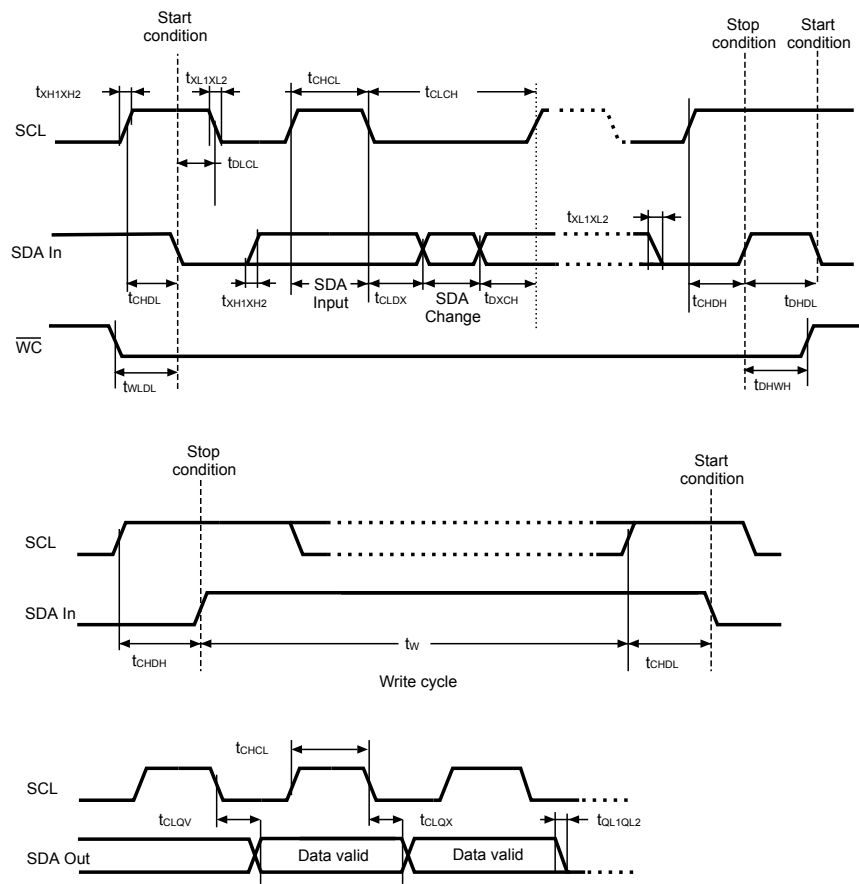 Start
condition
Stop
condition
Start
condition
tXL1XL2
tXH1XH2
tCHCL
tCLCH
SCL
tDLCL
tXL1XL2
SDA In
tCHDL
tXH1XH2
SDA
Input
tCLDX
SDA
Change
tDXCH
tCHDH
tDHDL
WC
tWLDL
tDHWH
Stop
condition
Start
condition
SCL
SDA In
tCHDH
tW
tCHDL
Write cycle
tCHCL
SCL
tCLQV
tCLQX
tQL1QL2
SDA Out
Data valid
Data valid